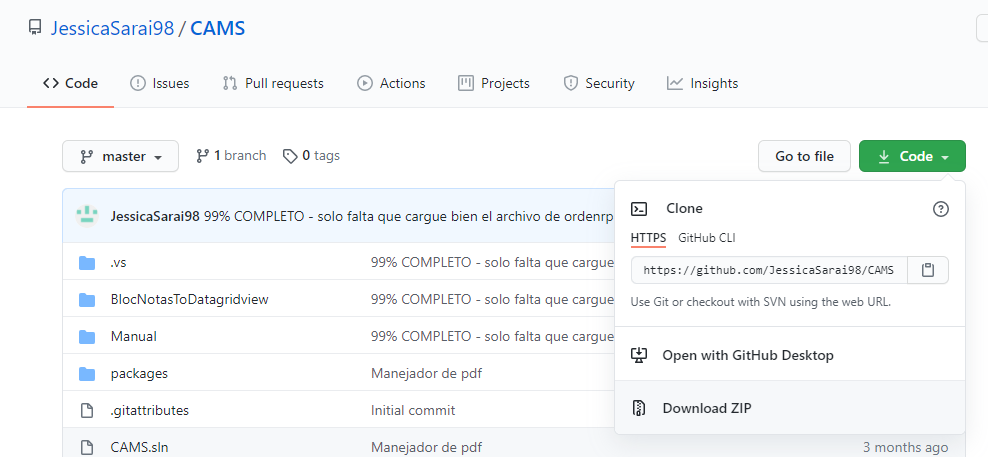 JessicaSarai98 / CAMS
Code Issues Pull requests Actions Projects Security Insights
master 1 branch 0 tags Go to file Code
JessicaSarai98 99% COMPLETO - solo falta que cargue bien el archivo de ordenrp
.vs 99% COMPLETO - solo falta que cargue
BlocNotasToDatagridview 99% COMPLETO - solo falta que cargue
Manual 99% COMPLETO - solo falta que cargue
packages Manejador de pdf
.gitattributes Initial commit
CAMS.sln Manejador de pdf 3 months ago
Clone
HTTPS GitHub CLI
https://github.com/JessicaSarai98/CAMS
Use Git or checkout with SVN using the web URL.
Open with GitHub Desktop
Download ZIP